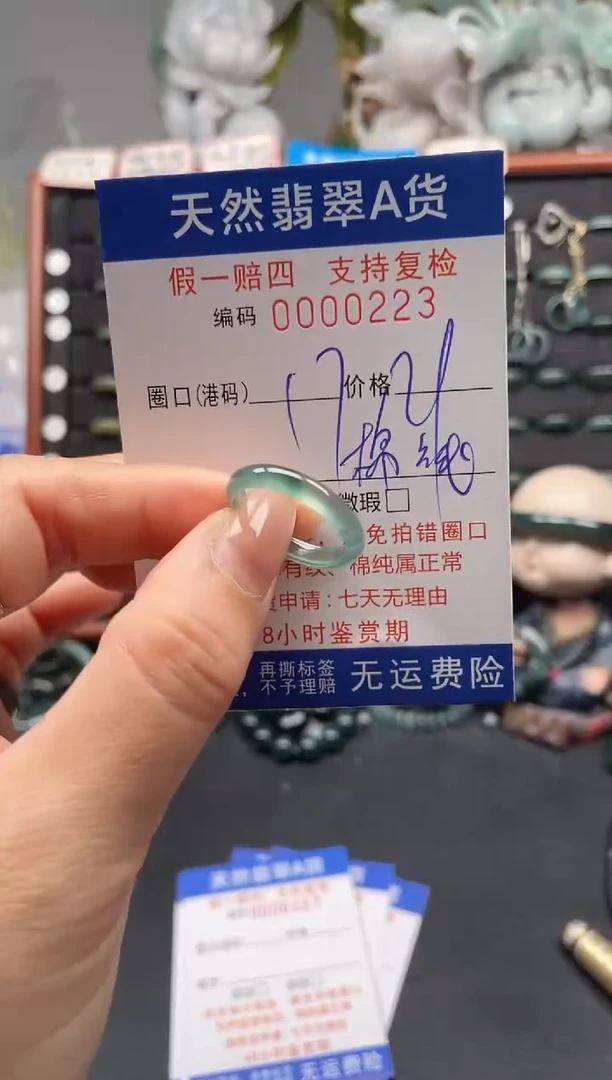 天然翡翠A货
假一赔四 支持复检
编码 0000223
圈口(港码) 17 价格
棉
微瑕□
免拍错圈口
有纹、棉纯属正常
申请:七天无理由
8小时鉴赏期
再撕标签
不予理赔 无运费险
天然翡翠A货
无运费险